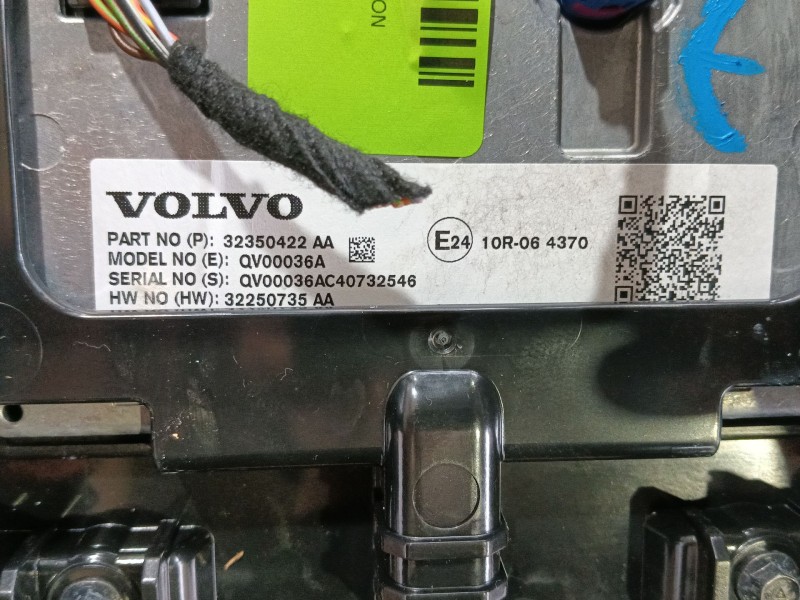 NO
VOLVO
PART NO (P): 32350422 AA
MODEL NO (E): QV00036A
SERIAL NO (S): QV00036AC40732546
HW NO (HW): 32250735 AA
E24 10R-06 4370